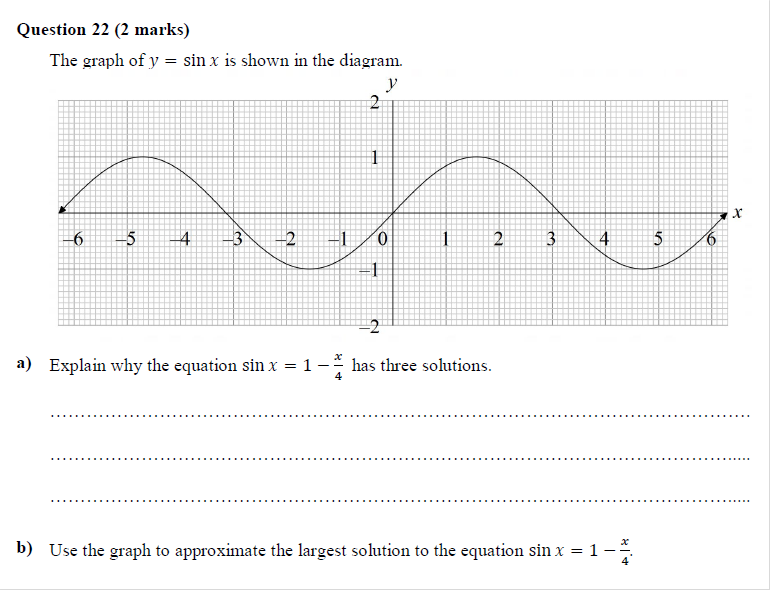 Question 22 (2 marks)
The graph of y = sin x is shown in the diagram.
y
2
1
x
–6 –5 –4 –3 –2 –1 0 1 2 3 4 5 6
–1
–2
a) Explain why the equation sin x = 1 − x/4 has three solutions.
b) Use the graph to approximate the largest solution to the equation sin x = 1 − x/4.